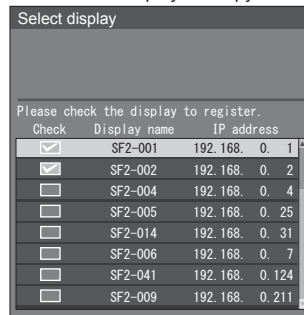 Select display
Please check the display to register.
Check Display name IP address
SF2-001 192.168. 0. 1
SF2-002 192.168. 0. 2
SF2-004 192.168. 0. 4
SF2-005 192.168. 0. 25
SF2-014 192.168. 0. 31
SF2-006 192.168. 0. 7
SF2-041 192.168. 0.124
SF2-009 192.168. 0.211